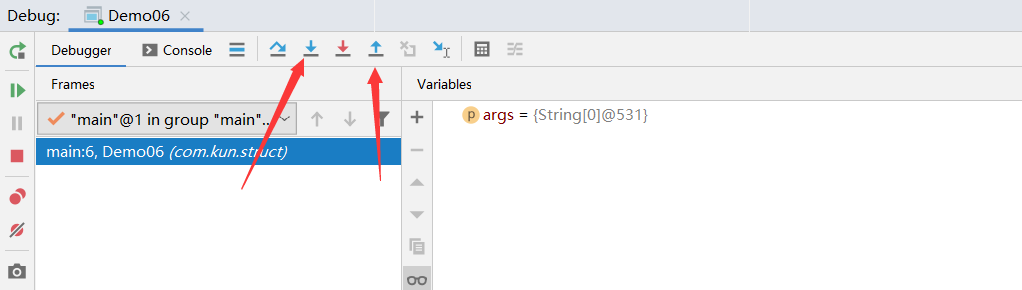 Debug: Demo06
Debugger Console
Frames Variables
"main"@1 in group "main"...
p args = {String[0]@531}
main:6, Demo06 (com.kun.struct)